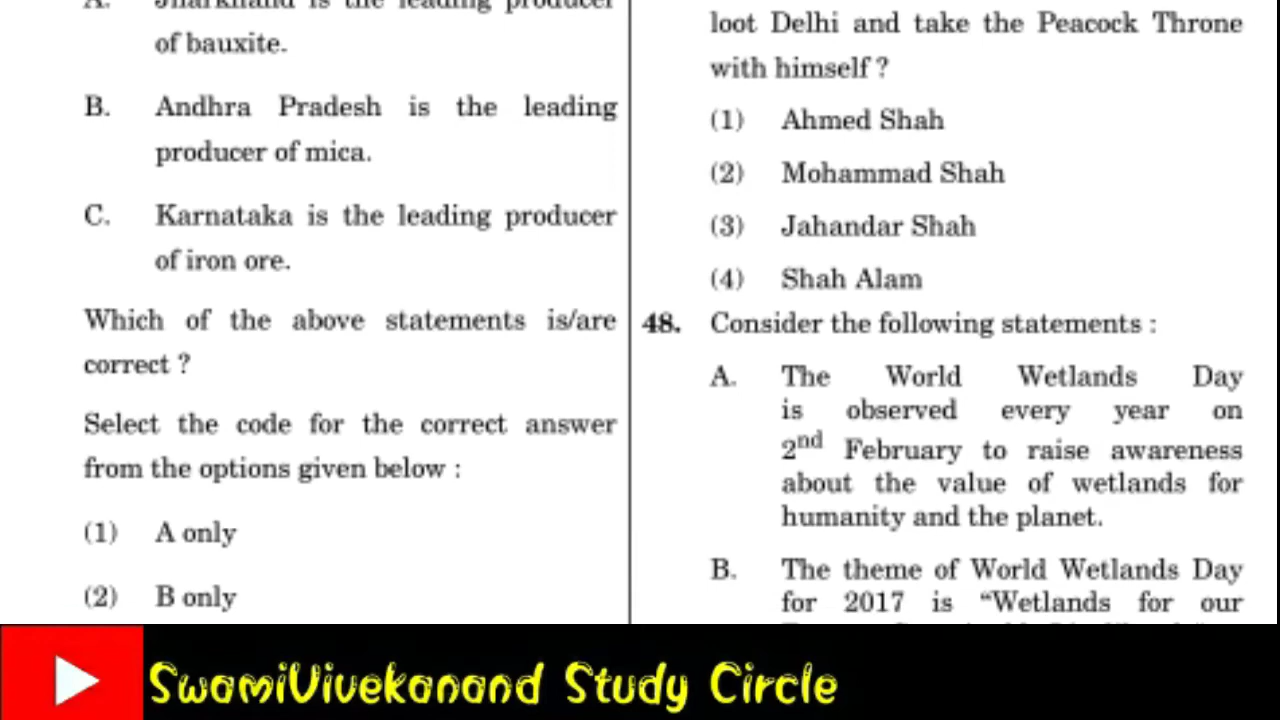 A. Jharkhand is the leading producer
of bauxite.
B. Andhra Pradesh is the leading
producer of mica.
C. Karnataka is the leading producer
of iron ore.
Which of the above statements is/are
correct ?
Select the code for the correct answer
from the options given below :
(1) A only
(2) B only
loot Delhi and take the Peacock Throne
with himself ?
(1) Ahmed Shah
(2) Mohammad Shah
(3) Jahandar Shah
(4) Shah Alam
48. Consider the following statements :
A. The World Wetlands Day
is observed every year on
2nd February to raise awareness
about the value of wetlands for
humanity and the planet.
B. The theme of World Wetlands Day
for 2017 is “Wetlands for our
SwamiVivekanand Study Circle